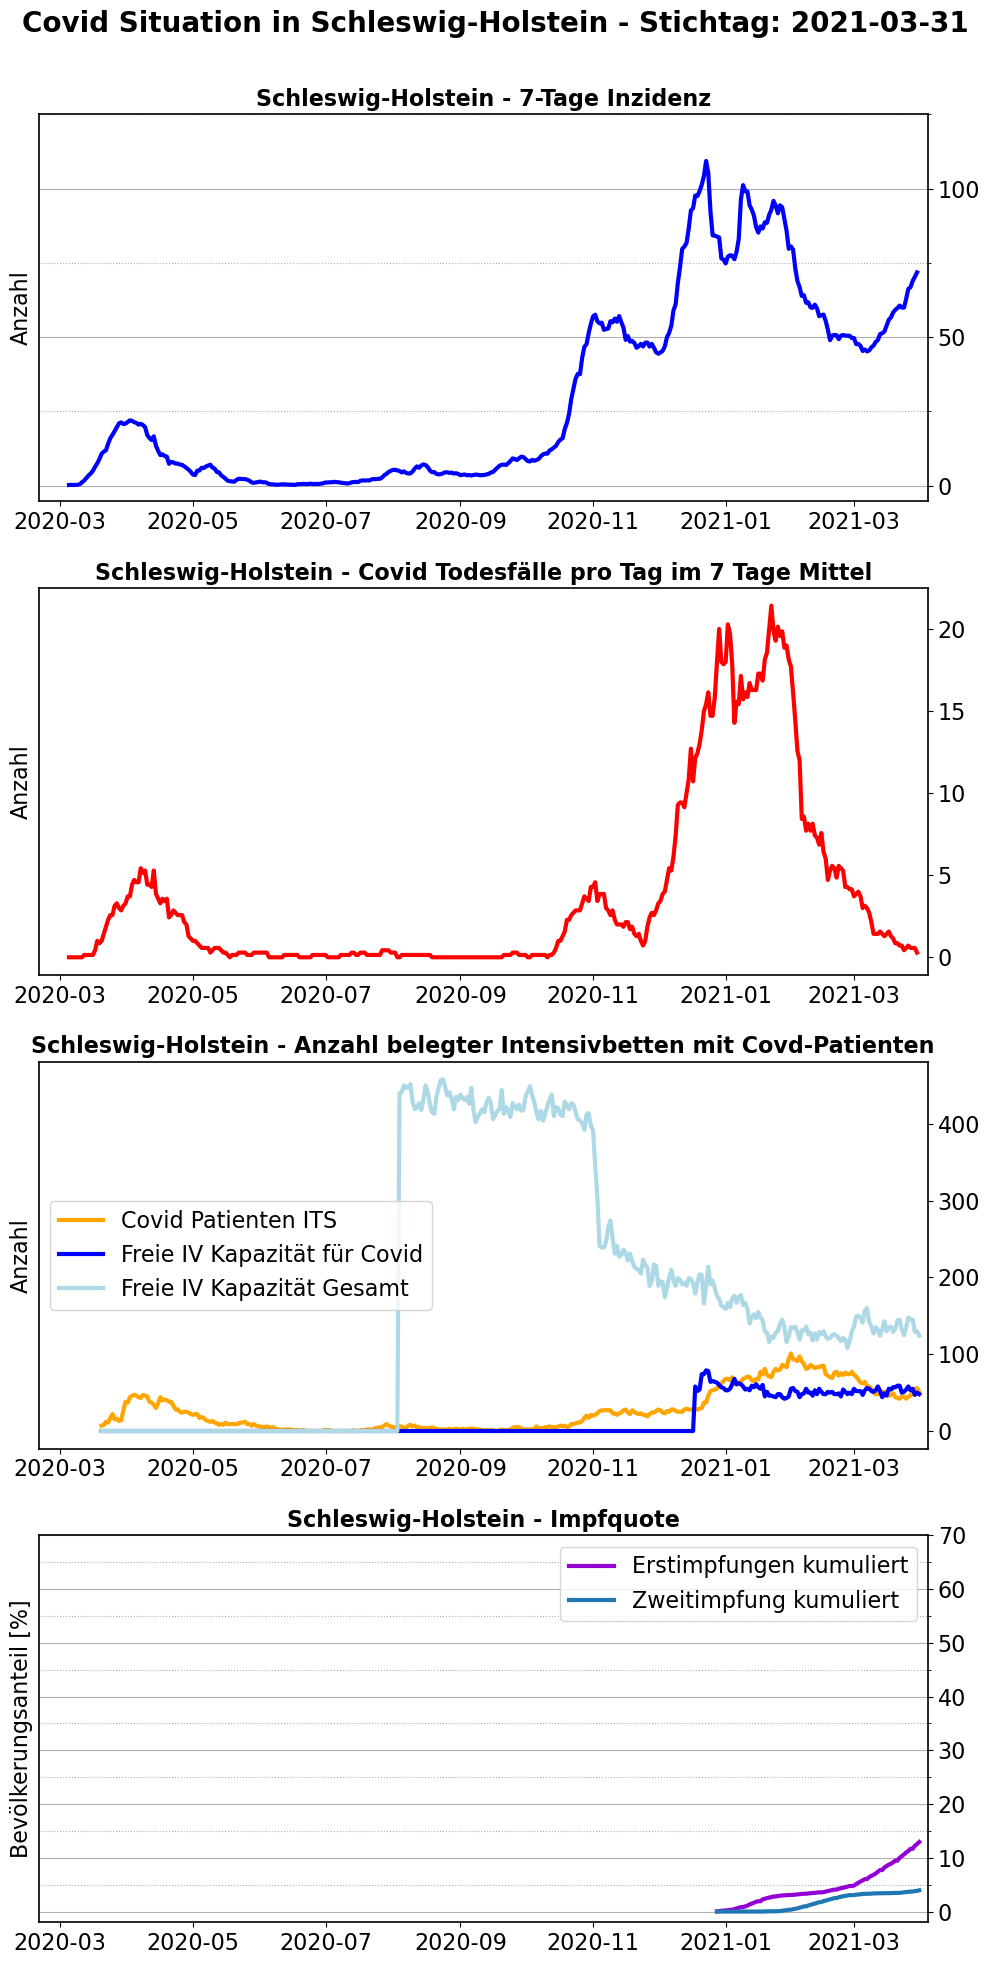 Covid Situation in Schleswig-Holstein - Stichtag: 2021-03-31
Schleswig-Holstein - 7-Tage Inzidenz
Anzahl
100
50
0
2020-03 2020-05 2020-07 2020-09 2020-11 2021-01 2021-03
Schleswig-Holstein - Covid Todesfälle pro Tag im 7 Tage Mittel
Anzahl
20
15
10
5
0
2020-03 2020-05 2020-07 2020-09 2020-11 2021-01 2021-03
Schleswig-Holstein - Anzahl belegter Intensivbetten mit Covd-Patienten
Anzahl
Covid Patienten ITS
Freie IV Kapazität für Covid
Freie IV Kapazität Gesamt
400
300
200
100
0
2020-03 2020-05 2020-07 2020-09 2020-11 2021-01 2021-03
Schleswig-Holstein - Impfquote
Bevölkerungsanteil [%]
Erstimpfungen kumuliert
Zweitimpfung kumuliert
70
60
50
40
30
20
10
0
2020-03 2020-05 2020-07 2020-09 2020-11 2021-01 2021-03